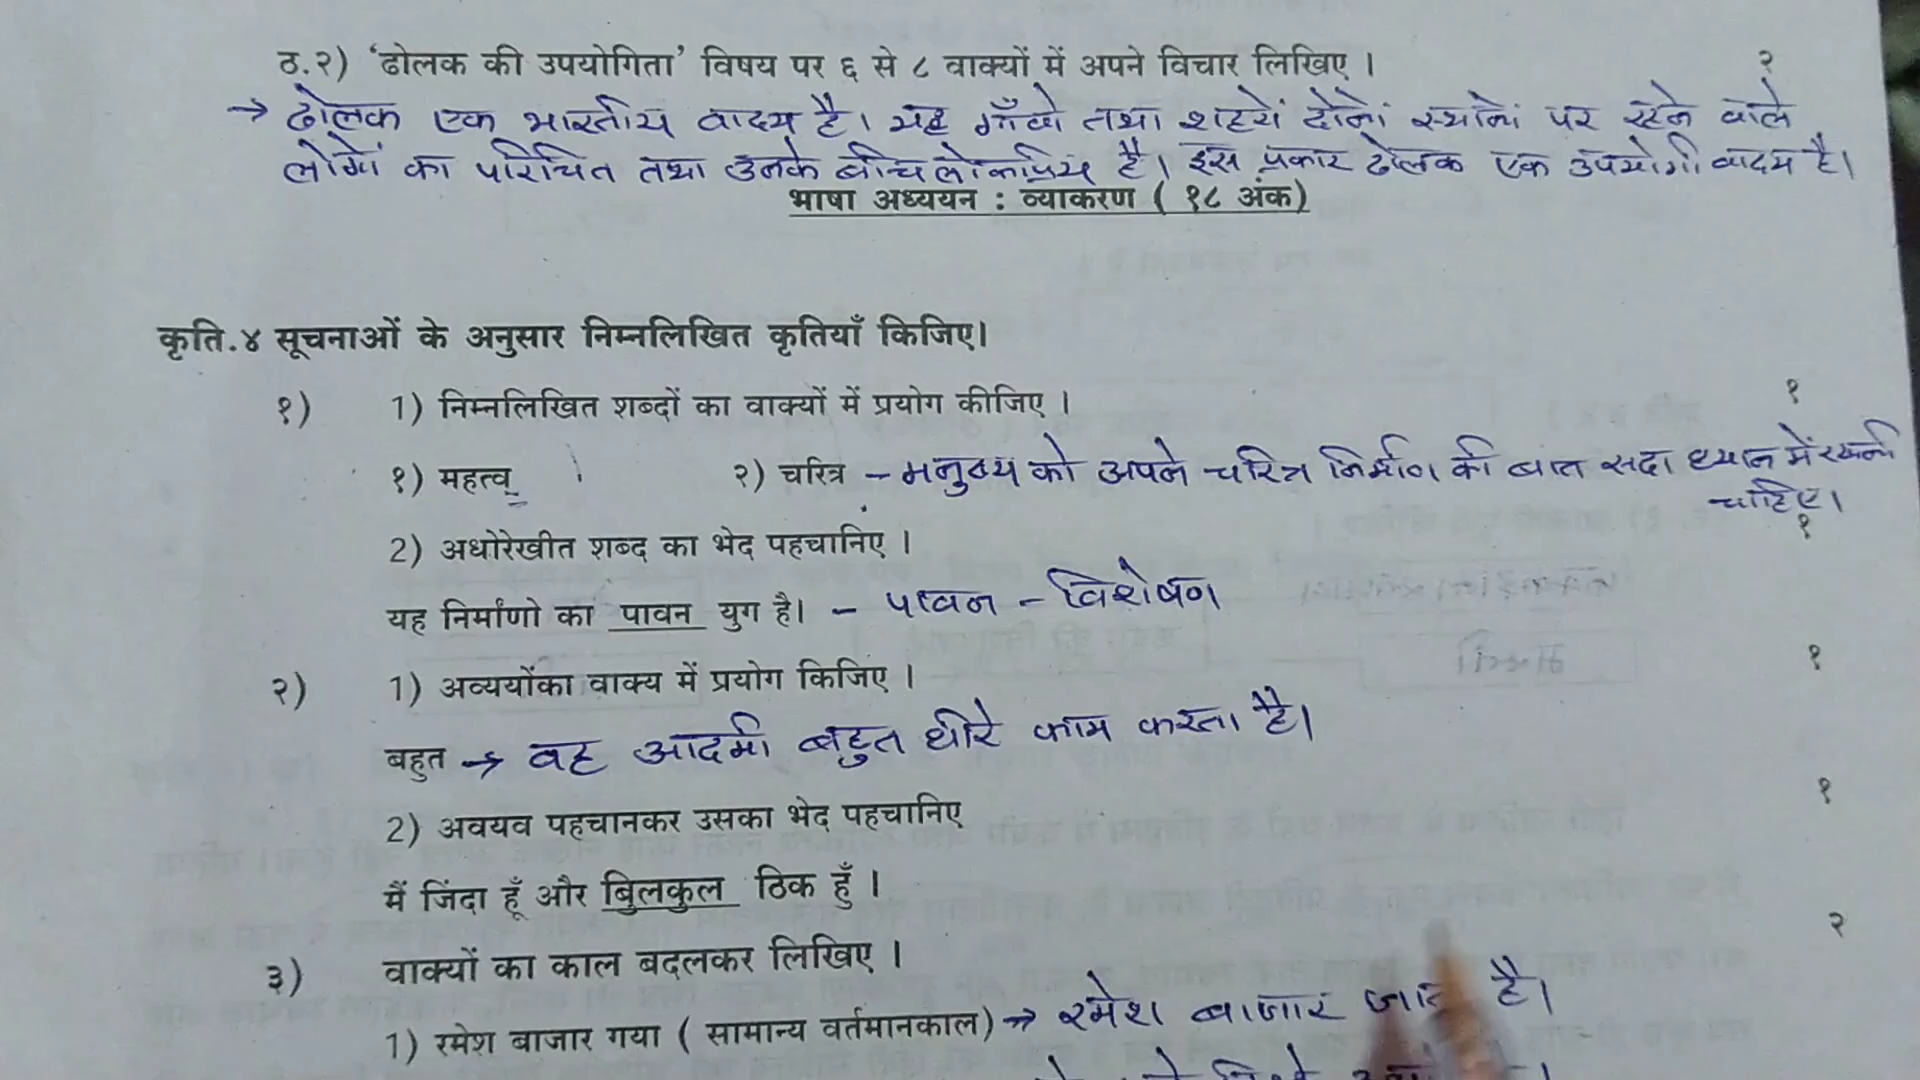 ठ.२) ‘ढोलक की उपयोगिता’ विषय पर ६ से ८ वाक्यों में अपने विचार लिखिए । २
→ ढोलक एक भारतीय वाद्य है। यह गाँवो तथा शहरों दोनों स्थानों पर रहने वाले
लोगों का परिचित तथा उनके बीच लोकप्रिय है। इस प्रकार ढोलक एक उपयोगी वाद्य है।
भाषा अध्ययन : व्याकरण ( १८ अंक)
कृति.४ सूचनाओं के अनुसार निम्नलिखित कृतियाँ किजिए।
१) 1) निम्नलिखित शब्दों का वाक्यों में प्रयोग कीजिए । १
१) महत्व् २) चरित्र – मनुष्य को अपने चरित्र निर्माण की बात सदा ध्यान में रखनी
चाहिए।
2) अधोरेखीत शब्द का भेद पहचानिए । १
यह निर्मांणो का पावन युग है। – पावन – विशेषण
२) 1) अव्ययोंका वाक्य में प्रयोग किजिए । १
बहुत → वह आदमी बहुत धीरे काम करता है।
2) अवयव पहचानकर उसका भेद पहचानिए १
मैं जिंदा हूँ और बिुलकुल ठिक हुँ ।
३) वाक्यों का काल बदलकर लिखिए । २
1) रमेश बाजार गया ( सामान्य वर्तमानकाल) → रमेश बाजार है।